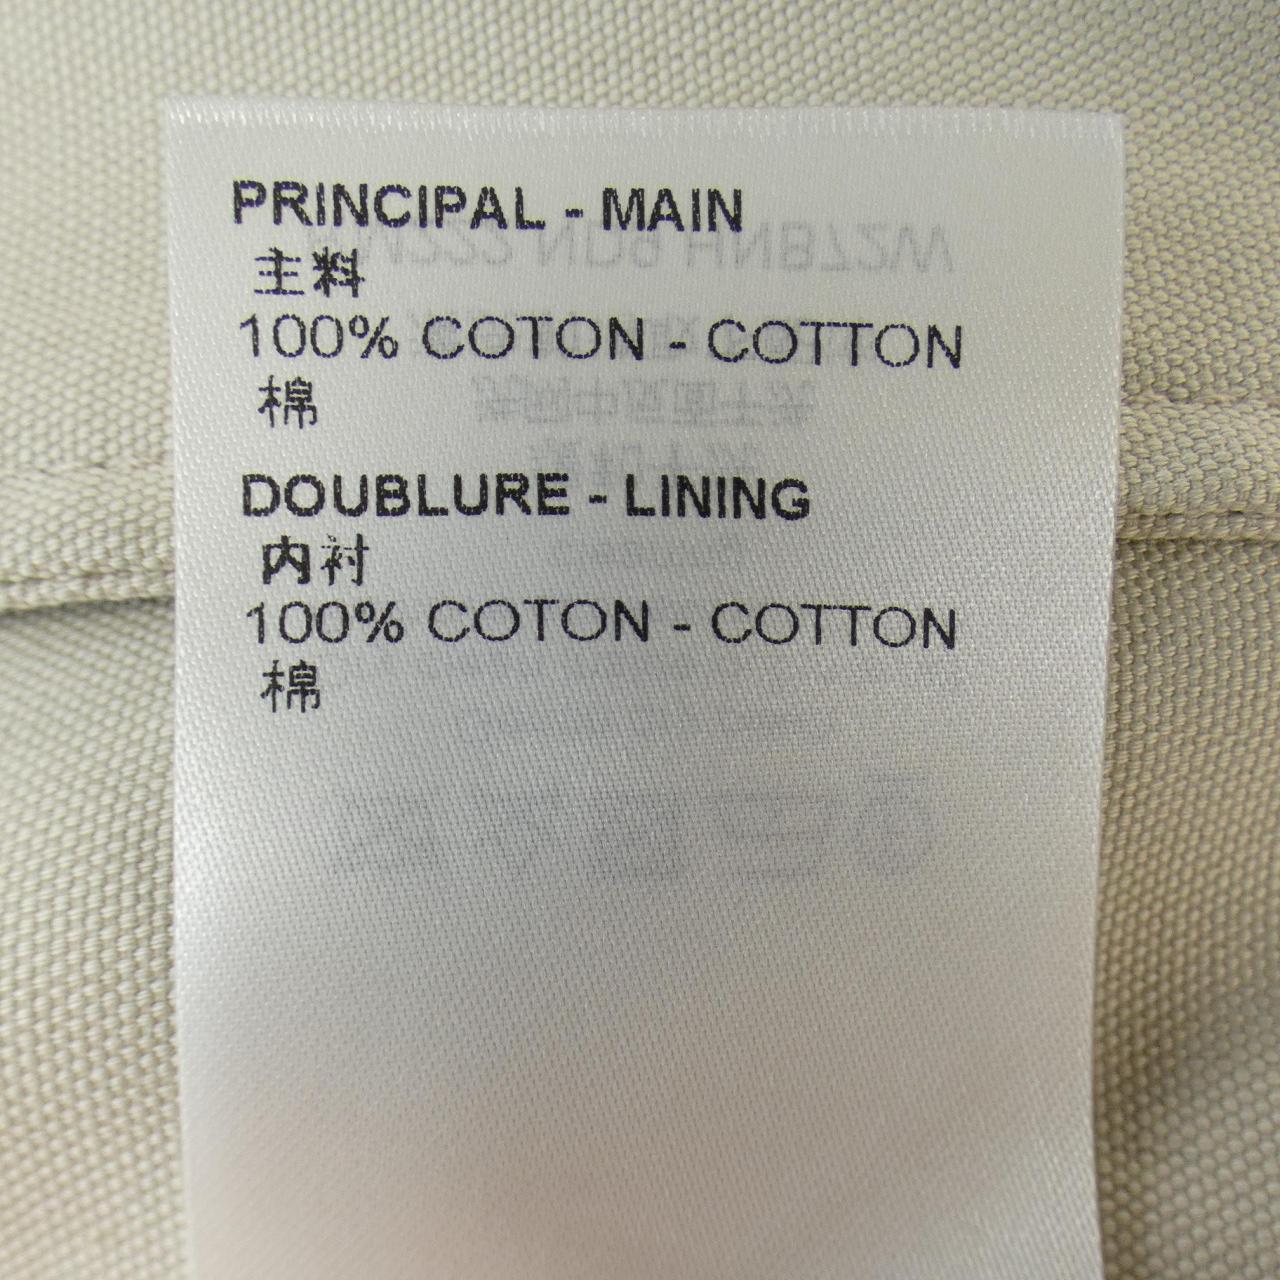 PRINCIPAL - MAIN
主料
100% COTON - COTTON
棉
DOUBLURE - LINING
内衬
100% COTON - COTTON
棉